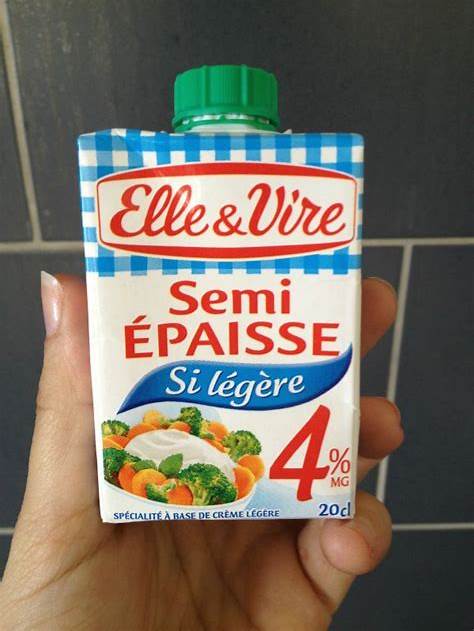 Elle & Vire
Semi
ÉPAISSE
Si légère
4%
MG
SPÉCIALITÉ À BASE DE CRÈME LÉGÈRE
20cl